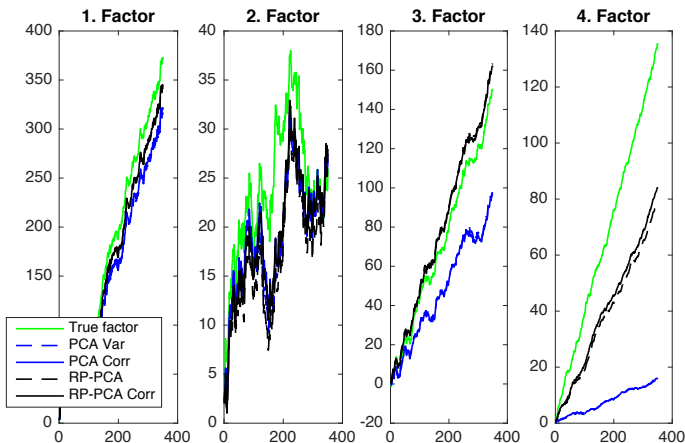 1. Factor
400
350
300
250
200
150
0
0 200 400
True factor
PCA Var
PCA Corr
RP-PCA
RP-PCA Corr
2. Factor
40
35
30
25
20
15
10
5
0
0 200 400
3. Factor
180
160
140
120
100
80
60
40
20
0
-20
0 200 400
4. Factor
140
120
100
80
60
40
20
0
0 200 400